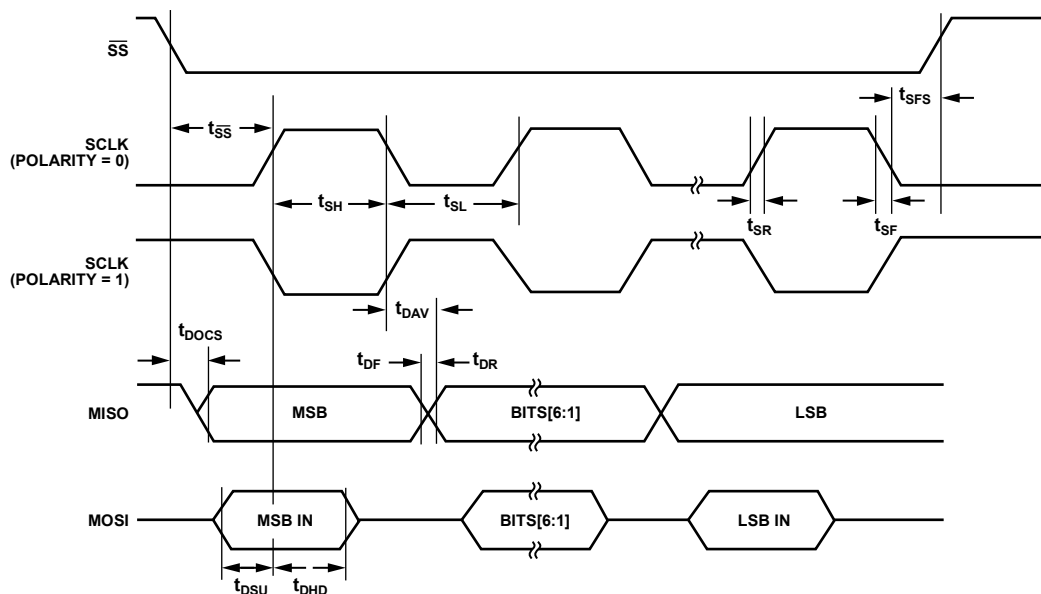 SS
tSFS
tSS
SCLK
(POLARITY = 0)
tSH
tSL
tSR
tSF
SCLK
(POLARITY = 1)
tDAV
tDOCS
tDF
tDR
MISO
MSB
BITS[6:1]
LSB
MOSI
MSB IN
BITS[6:1]
LSB IN
tDSU
tDHD